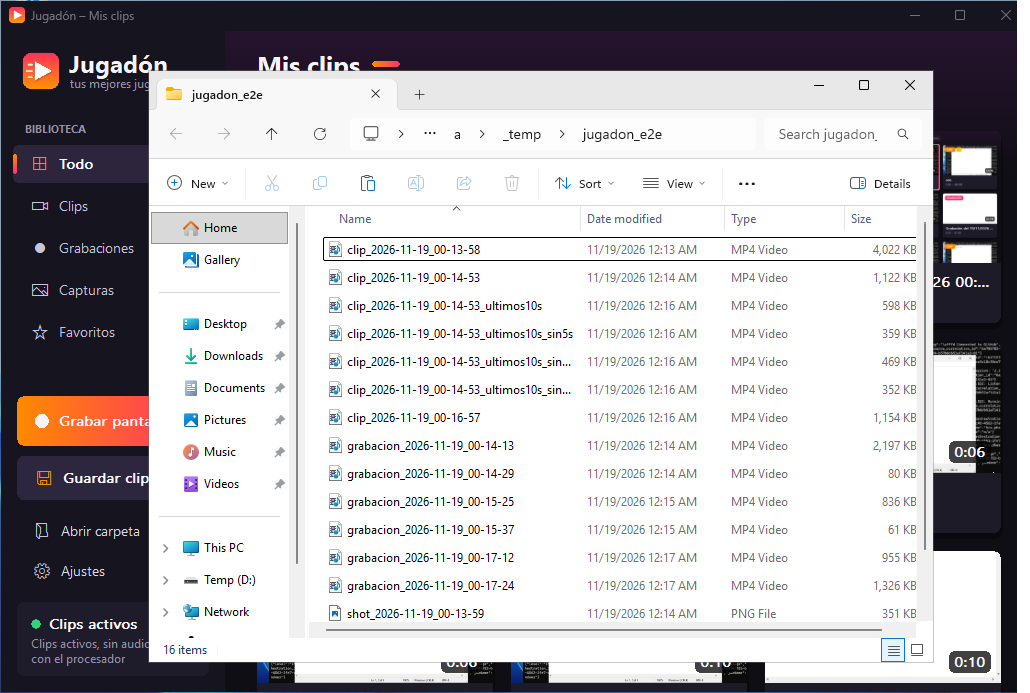 Jugadón – Mis clips
Jugadón
tus mejores jug
Mis clips
BIBLIOTECA
Todo
Clips
Grabaciones
Capturas
Favoritos
Grabar panta
Guardar clip
Abrir carpeta
Ajustes
Clips activos
Clips activos, sin audio
con el procesador
jugadon_e2e
... a _temp jugadon_e2e
Search jugadon_
New
Sort
View
Details
Home
Gallery
Desktop
Downloads
Documents
Pictures
Music
Videos
This PC
Temp (D:)
Network
Name Date modified Type Size
clip_2026-11-19_00-13-58 11/19/2026 12:13 AM MP4 Video 4,022 KB
clip_2026-11-19_00-14-53 11/19/2026 12:14 AM MP4 Video 1,122 KB
clip_2026-11-19_00-14-53_ultimos10s 11/19/2026 12:16 AM MP4 Video 598 KB
clip_2026-11-19_00-14-53_ultimos10s_sin5s 11/19/2026 12:16 AM MP4 Video 359 KB
clip_2026-11-19_00-14-53_ultimos10s_sin... 11/19/2026 12:16 AM MP4 Video 469 KB
clip_2026-11-19_00-14-53_ultimos10s_sin... 11/19/2026 12:16 AM MP4 Video 352 KB
clip_2026-11-19_00-16-57 11/19/2026 12:16 AM MP4 Video 1,154 KB
grabacion_2026-11-19_00-14-13 11/19/2026 12:14 AM MP4 Video 2,197 KB
grabacion_2026-11-19_00-14-29 11/19/2026 12:14 AM MP4 Video 80 KB
grabacion_2026-11-19_00-15-25 11/19/2026 12:15 AM MP4 Video 836 KB
grabacion_2026-11-19_00-15-37 11/19/2026 12:15 AM MP4 Video 61 KB
grabacion_2026-11-19_00-17-12 11/19/2026 12:17 AM MP4 Video 955 KB
grabacion_2026-11-19_00-17-24 11/19/2026 12:17 AM MP4 Video 1,326 KB
shot_2026-11-19_00-13-59 11/19/2026 12:14 AM PNG File 351 KB
16 items
26 00:...
0:06
0:06
0:10
0:10